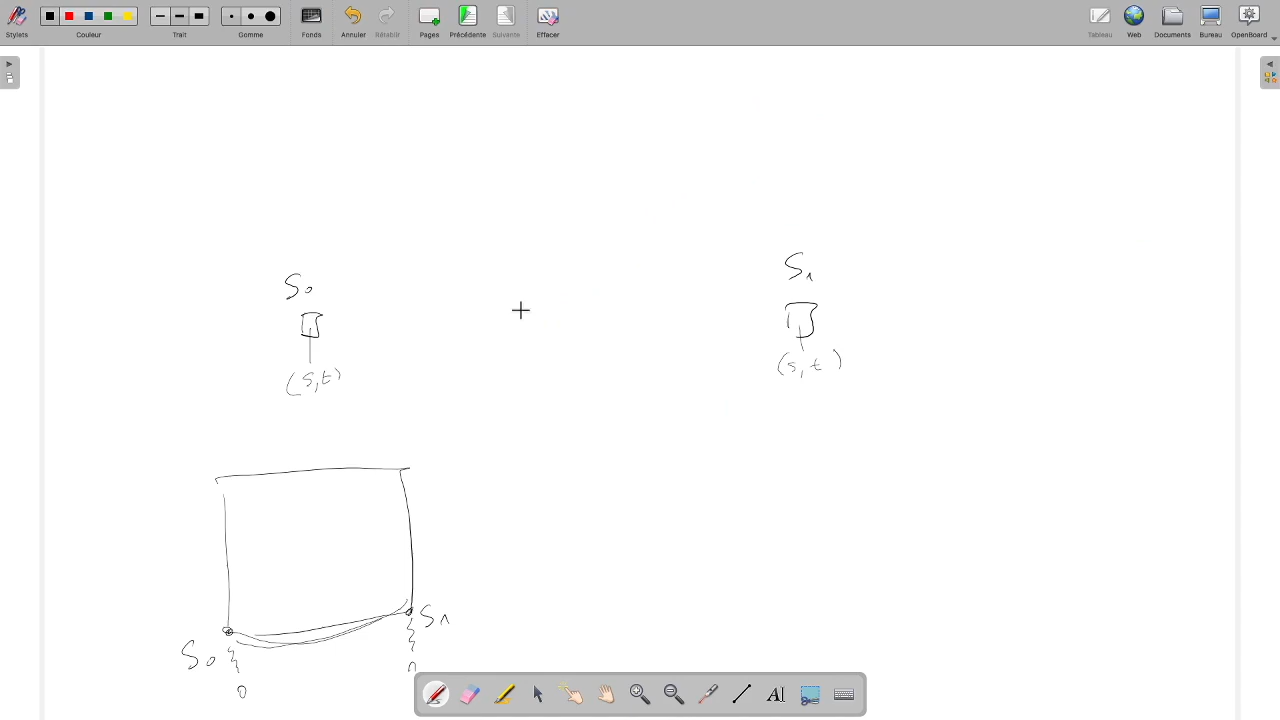 Stylets
Couleur
Trait
Gomme
Fonds
Annuler
Rétablir
Pages
Précédente
Suivante
Effacer
Tableau
Web
Documents
Bureau
OpenBoard
S0
S1
(s,t)
(s,t)
S1
S0
0
AI